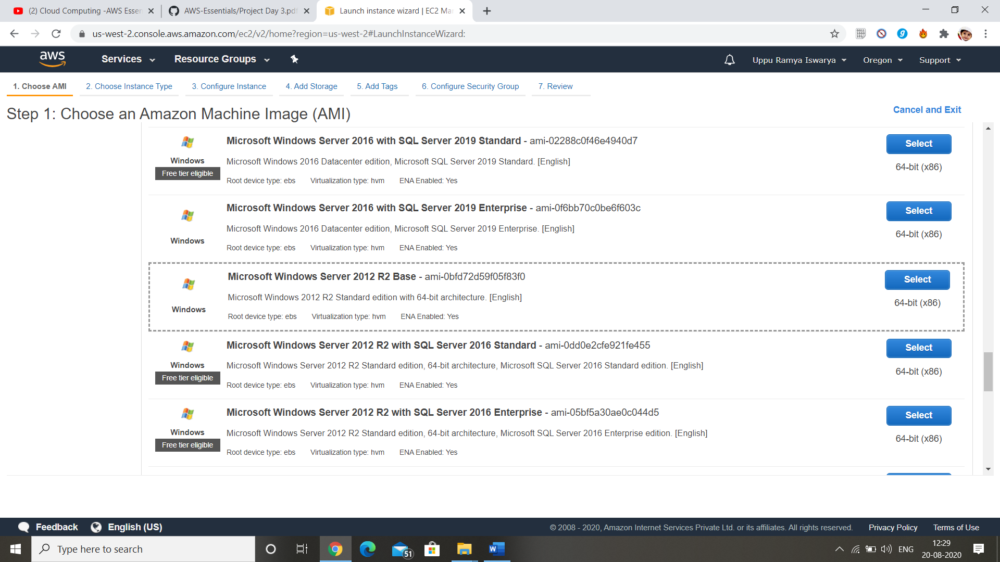 (2) Cloud Computing -AWS Essen
AWS-Essentials/Project Day 3.pdf
Launch instance wizard | EC2 Ma
us-west-2.console.aws.amazon.com/ec2/v2/home?region=us-west-2#LaunchInstanceWizard:
aws
Services
Resource Groups
Uppu Ramya Iswarya
Oregon
Support
1. Choose AMI
2. Choose Instance Type
3. Configure Instance
4. Add Storage
5. Add Tags
6. Configure Security Group
7. Review
Step 1: Choose an Amazon Machine Image (AMI)
Cancel and Exit
Microsoft Windows Server 2016 with SQL Server 2019 Standard - ami-02288c0f46e4940d7
Select
Windows
Free tier eligible
Microsoft Windows 2016 Datacenter edition, Microsoft SQL Server 2019 Standard. [English]
64-bit (x86)
Root device type: ebs
Virtualization type: hvm
ENA Enabled: Yes
Microsoft Windows Server 2016 with SQL Server 2019 Enterprise - ami-0f6bb70c0be6f603c
Select
Windows
Microsoft Windows 2016 Datacenter edition, Microsoft SQL Server 2019 Enterprise. [English]
64-bit (x86)
Root device type: ebs
Virtualization type: hvm
ENA Enabled: Yes
Microsoft Windows Server 2012 R2 Base - ami-0bfd72d59f05f83f0
Select
Windows
Microsoft Windows 2012 R2 Standard edition with 64-bit architecture. [English]
64-bit (x86)
Root device type: ebs
Virtualization type: hvm
ENA Enabled: Yes
Microsoft Windows Server 2012 R2 with SQL Server 2016 Standard - ami-0dd0e2cfe921fe455
Select
Windows
Free tier eligible
Microsoft Windows Server 2012 R2 Standard edition, 64-bit architecture, Microsoft SQL Server 2016 Standard edition. [English]
64-bit (x86)
Root device type: ebs
Virtualization type: hvm
ENA Enabled: Yes
Microsoft Windows Server 2012 R2 with SQL Server 2016 Enterprise - ami-05bf5a30ae0c044d5
Select
Windows
Free tier eligible
Microsoft Windows Server 2012 R2 Standard edition, 64-bit architecture, Microsoft SQL Server 2016 Enterprise edition. [English]
64-bit (x86)
Root device type: ebs
Virtualization type: hvm
ENA Enabled: Yes
Feedback
English (US)
© 2008 - 2020, Amazon Internet Services Private Ltd. or its affiliates. All rights reserved.
Privacy Policy
Terms of Use
Type here to search
51
ENG
12:29
20-08-2020